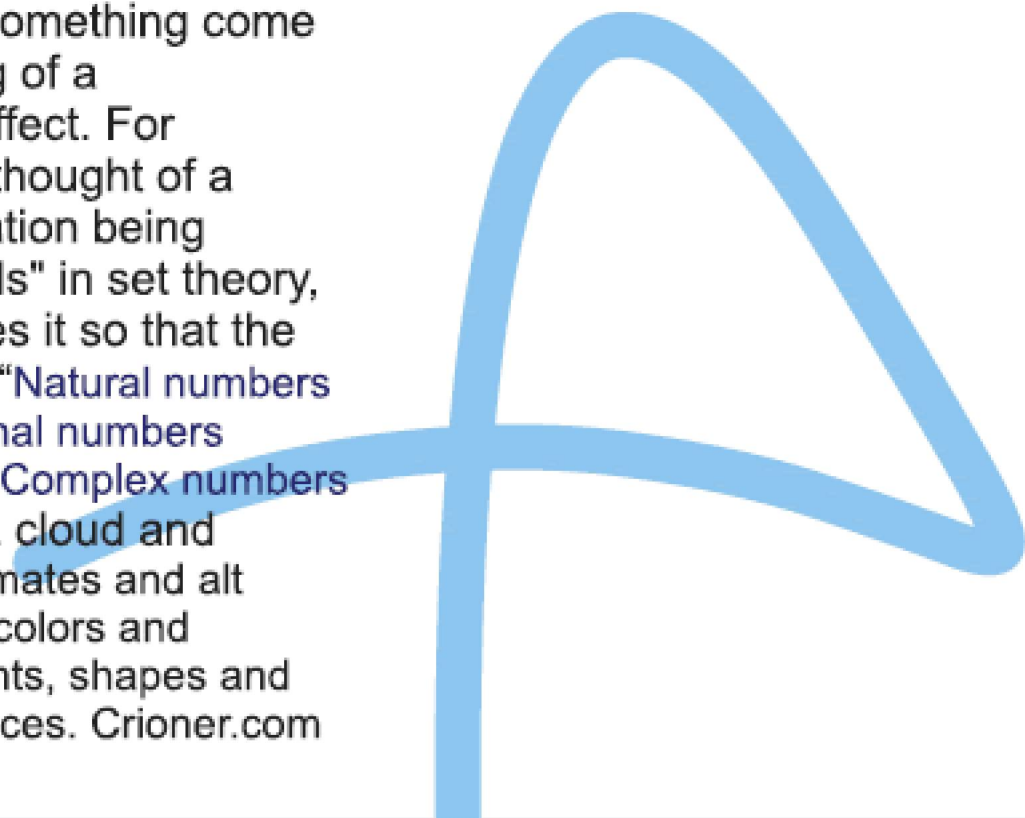 omething come
g of a
ffect. For
thought of a
ation being
ls" in set theory,
es it so that the
“Natural numbers
nal numbers
Complex numbers
. cloud and
mates and alt
colors and
nts, shapes and
ces. Crioner.com